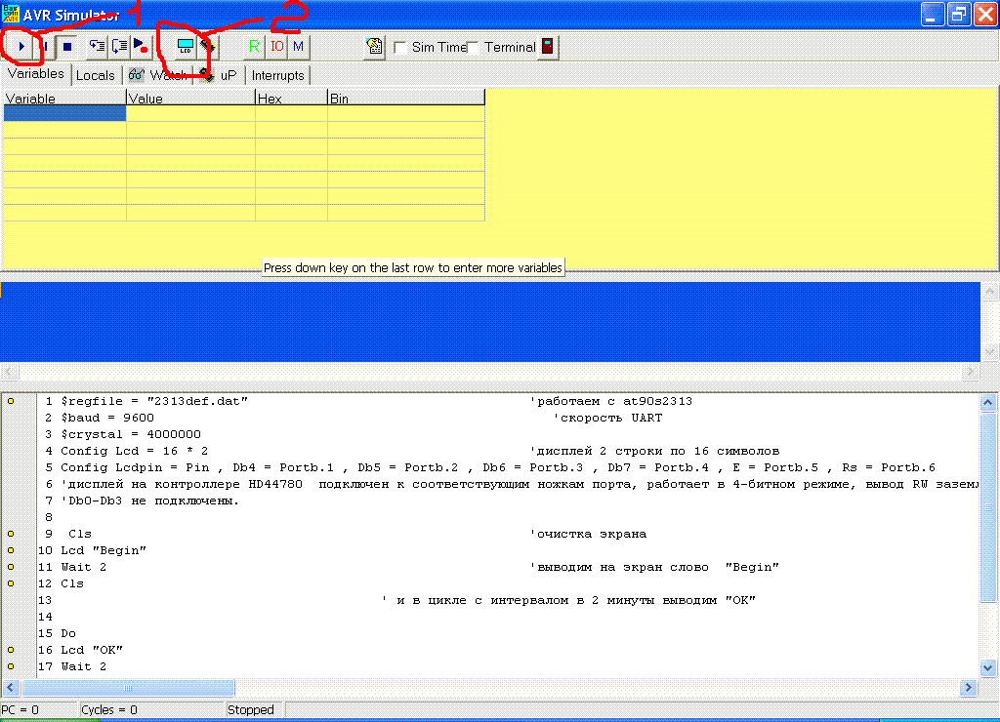 AVR Simulator 1
2
LCD R IO M Sim Time Terminal
Variables Locals Watch uP Interrupts
Variable Value Hex Bin
Press down key on the last row to enter more variables
1 $regfile = "2313def.dat" 'работаем с at90s2313
2 $baud = 9600 'скорость UART
3 $crystal = 4000000
4 Config Lcd = 16 * 2 'дисплей 2 строки по 16 символов
5 Config Lcdpin = Pin , Db4 = Portb.1 , Db5 = Portb.2 , Db6 = Portb.3 , Db7 = Portb.4 , E = Portb.5 , Rs = Portb.6
6 'дисплей на контроллере HD44780 подключен к соответствующим ножкам порта, работает в 4-битном режиме, вывод RW зазем
7 'Db0-Db3 не подключены.
8
9 Cls 'очистка экрана
10 Lcd "Begin"
11 Wait 2 'выводим на экран слово "Begin"
12 Cls
13 ' и в цикле с интервалом в 2 минуты выводим "OK"
14
15 Do
16 Lcd "OK"
17 Wait 2
PC = 0 Cycles = 0 Stopped